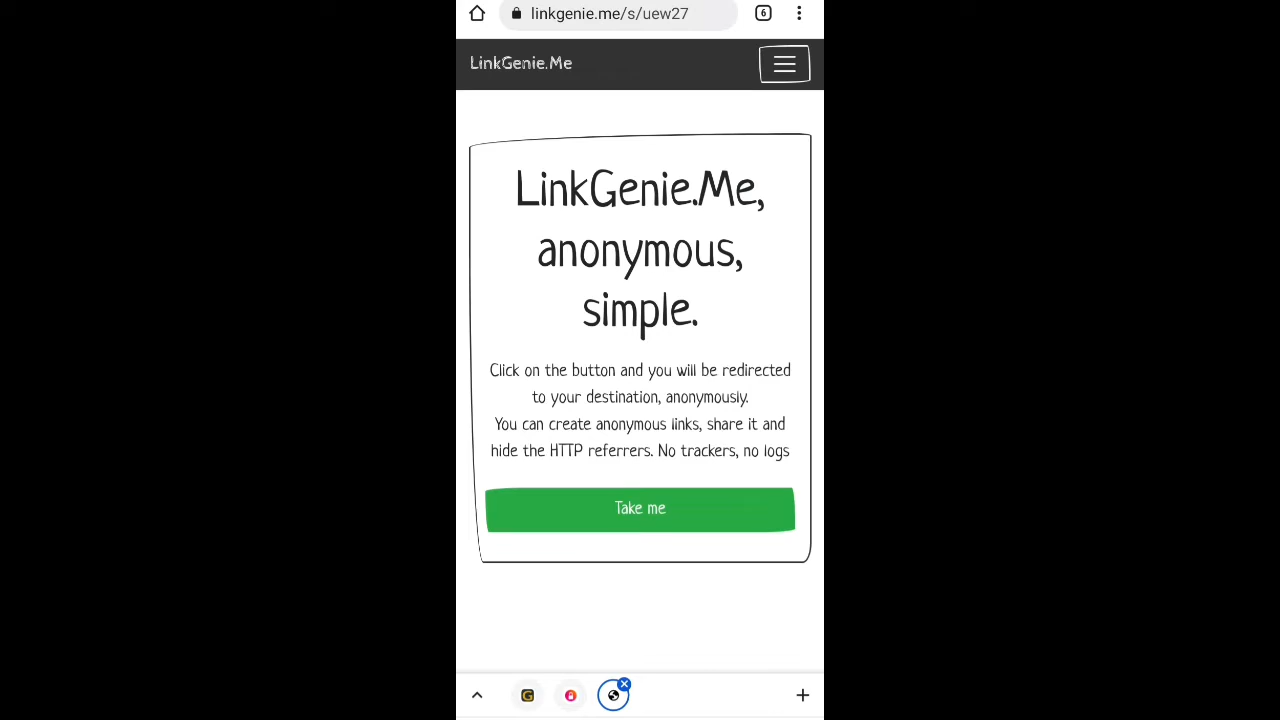 linkgenie.me/s/uew27
6
LinkGenie.Me
LinkGenie.Me,
anonymous,
simple.
Click on the button and you will be redirected
to your destination, anonymously.
You can create anonymous links, share it and
hide the HTTP referrers. No trackers, no logs
Take me
G